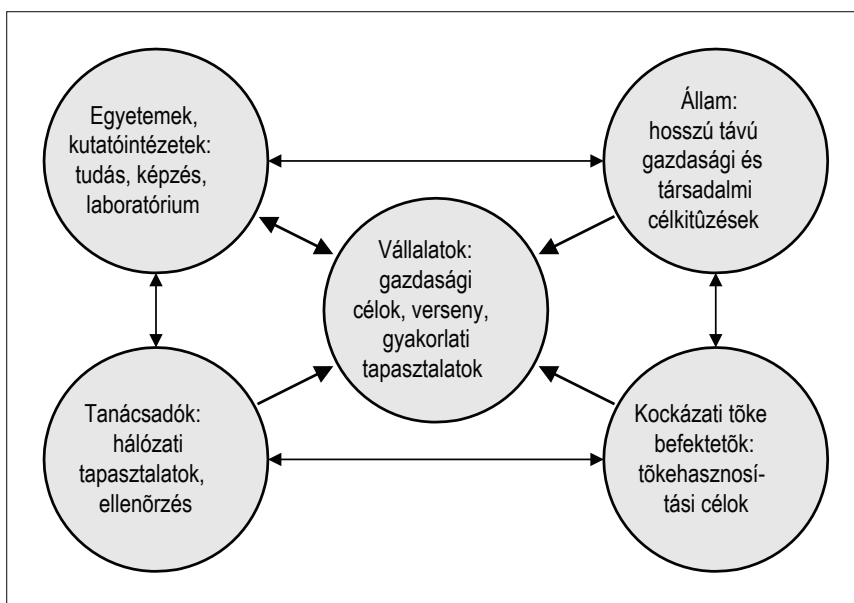 Egyetemek,
kutatóintézetek:
tudás, képzés,
laboratórium
Állam:
hosszú távú
gazdasági és
társadalmi
célkitûzések
Vállalatok:
gazdasági
célok, verseny,
gyakorlati
tapasztalatok
Tanácsadók:
hálózati
tapasztalatok,
ellenõrzés
Kockázati tõke
befektetõk:
tõkehasznosí-
tási célok